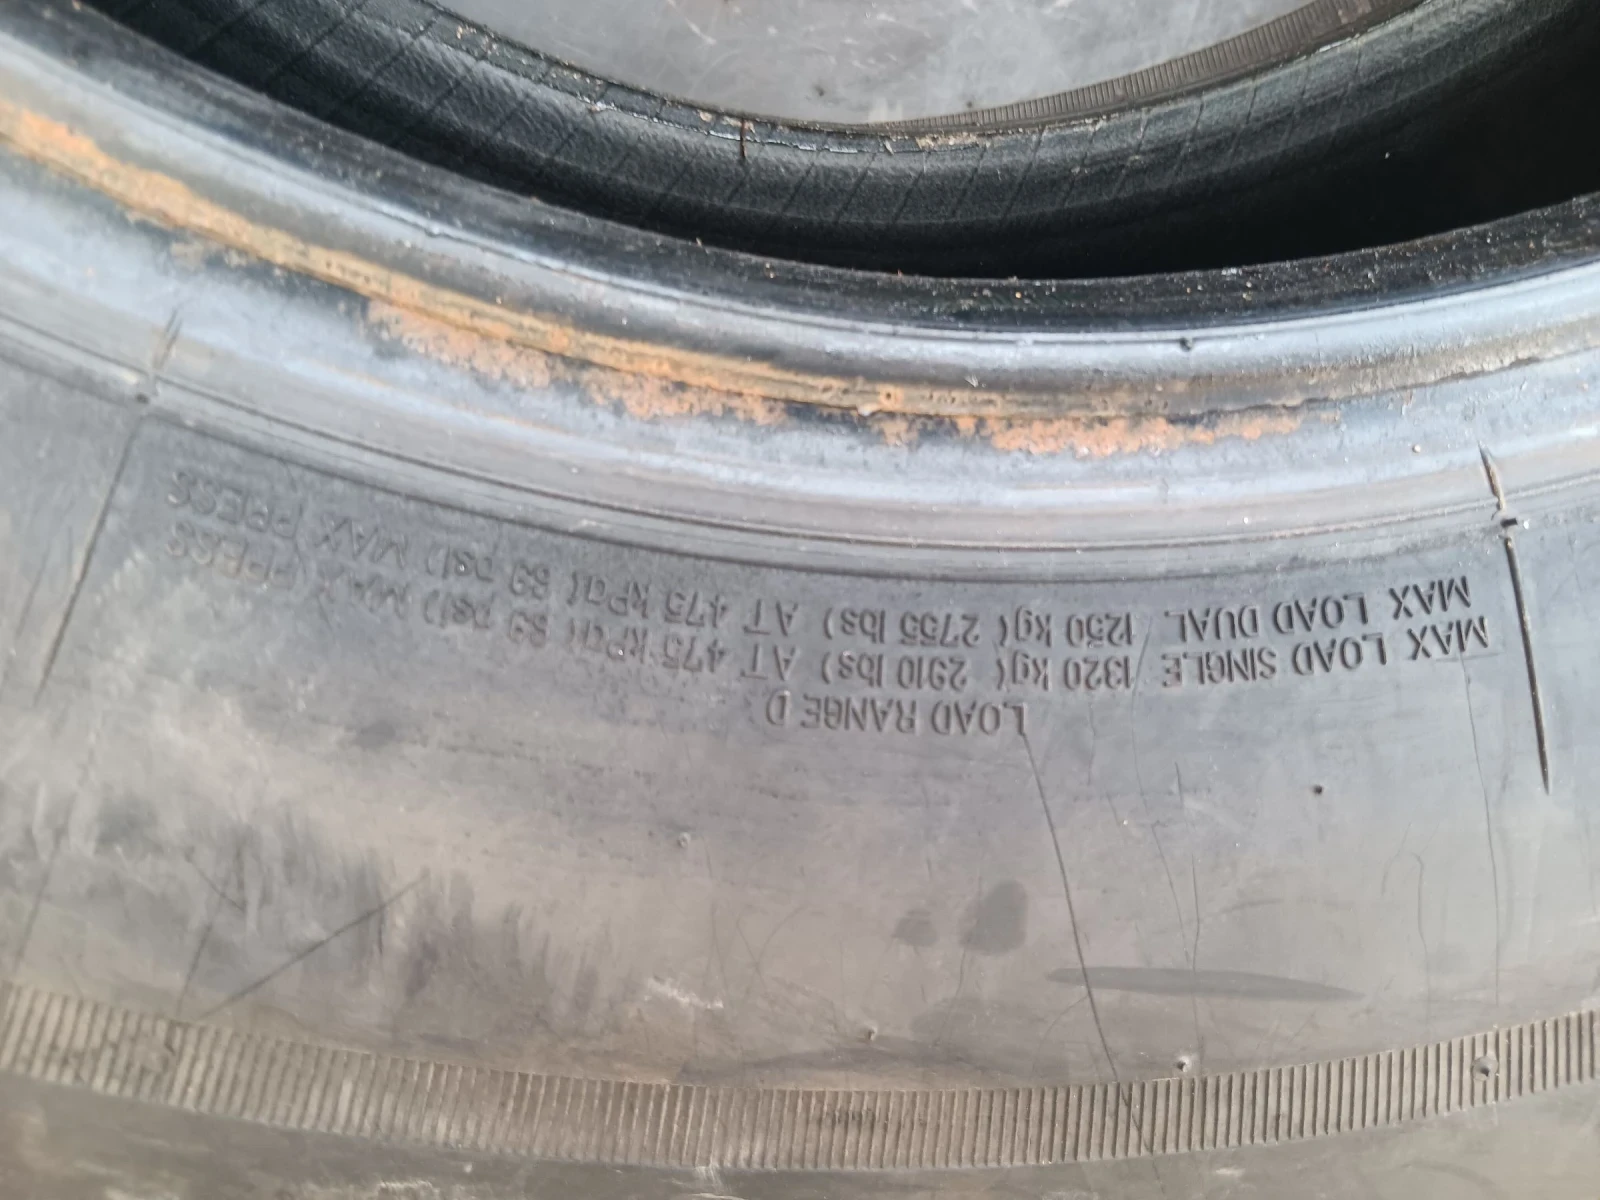 LOAD RANGE D
MAX LOAD SINGLE 1320 kg( 2910 lbs) AT 475 kPa( 69 psi) MAX PRESS
MAX LOAD DUAL 1250 kg( 2755 lbs) AT 475 kPa( 69 psi) MAX PRESS